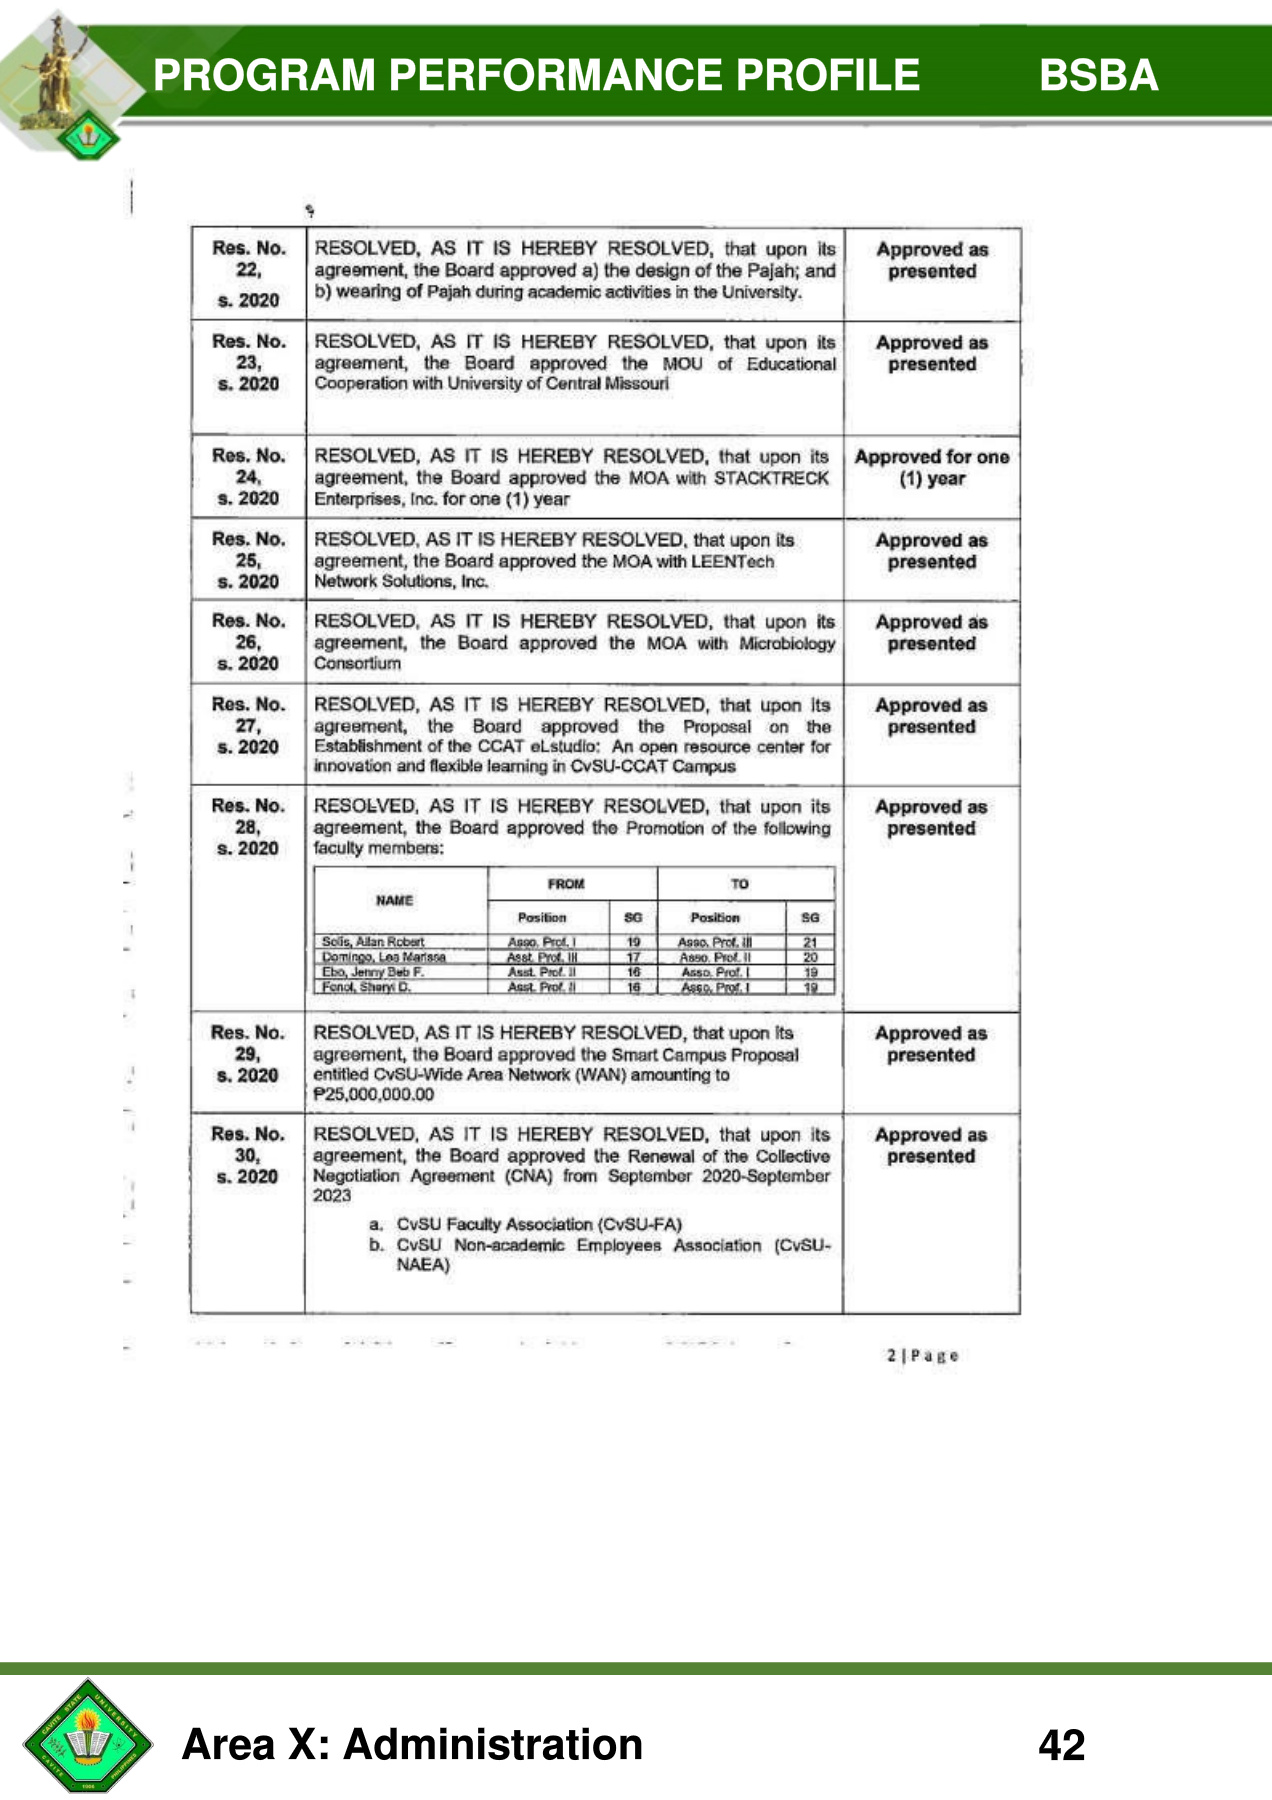 PROGRAM PERFORMANCE PROFILE BSBA
Res. No. 22, s. 2020
RESOLVED, AS IT IS HEREBY RESOLVED, that upon its
agreement, the Board approved a) the design of the Pajah; and
b) wearing of Pajah during academic activities in the University.
Approved as presented
Res. No. 23, s. 2020
RESOLVED, AS IT IS HEREBY RESOLVED, that upon its
agreement, the Board approved the MOU of Educational
Cooperation with University of Central Missouri
Approved as presented
Res. No. 24, s. 2020
RESOLVED, AS IT IS HEREBY RESOLVED, that upon its
agreement, the Board approved the MOA with STACKTRECK
Enterprises, Inc. for one (1) year
Approved for one (1) year
Res. No. 25, s. 2020
RESOLVED, AS IT IS HEREBY RESOLVED, that upon its
agreement, the Board approved the MOA with LEENTech
Network Solutions, Inc.
Approved as presented
Res. No. 26, s. 2020
RESOLVED, AS IT IS HEREBY RESOLVED, that upon its
agreement, the Board approved the MOA with Microbiology
Consortium
Approved as presented
Res. No. 27, s. 2020
RESOLVED, AS IT IS HEREBY RESOLVED, that upon its
agreement, the Board approved the Proposal on the
Establishment of the CCAT eLstudio: An open resource center for
innovation and flexible learning in CvSU-CCAT Campus
Approved as presented
Res. No. 28, s. 2020
RESOLVED, AS IT IS HEREBY RESOLVED, that upon its
agreement, the Board approved the Promotion of the following
faculty members:
Approved as presented
NAME FROM TO
Position SG Position SG
Solis, Allan Robert Asso. Prof. I 19 Asso. Prof. III 21
Domingo, Lea Marissa Asst. Prof. III 17 Asso. Prof. II 20
Ebo, Jenny Beb F. Asst. Prof. II 16 Asso. Prof. I 19
Fenol, Sheryl D. Asst. Prof. II 16 Asso. Prof. I 19
Res. No. 29, s. 2020
RESOLVED, AS IT IS HEREBY RESOLVED, that upon its
agreement, the Board approved the Smart Campus Proposal
entitled CvSU-Wide Area Network (WAN) amounting to
₱25,000,000.00
Approved as presented
Res. No. 30, s. 2020
RESOLVED, AS IT IS HEREBY RESOLVED, that upon its
agreement, the Board approved the Renewal of the Collective
Negotiation Agreement (CNA) from September 2020-September
2023
a. CvSU Faculty Association (CvSU-FA)
b. CvSU Non-academic Employees Association (CvSU-
NAEA)
Approved as presented
2 | Page
CAVITE STATE UNIVERSITY
CAVITE PHILIPPINES
1906
Area X: Administration 42